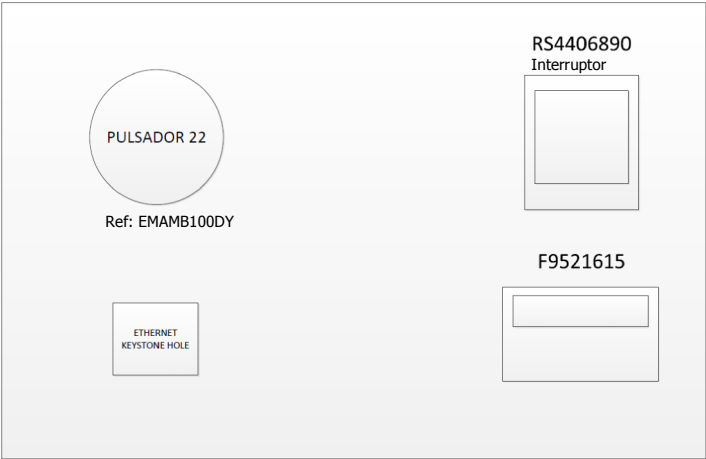 RS4406890
Interruptor
PULSADOR 22
Ref: EMAMB100DY
F9521615
ETHERNET
KEYSTONE HOLE